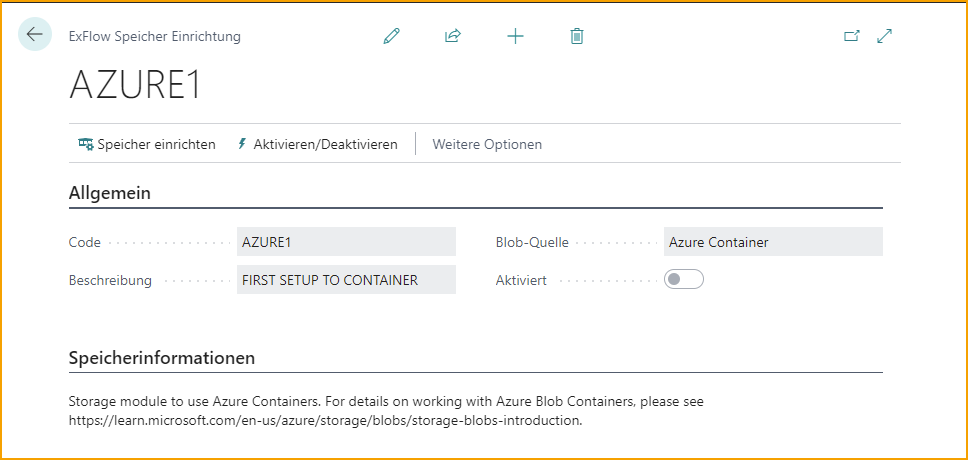 ExFlow Speicher Einrichtung
AZURE1
Speicher einrichten Aktivieren/Deaktivieren Weitere Optionen
Allgemein
Code AZURE1 Blob-Quelle Azure Container
Beschreibung FIRST SETUP TO CONTAINER Aktiviert
Speicherinformationen
Storage module to use Azure Containers. For details on working with Azure Blob Containers, please see
https://learn.microsoft.com/en-us/azure/storage/blobs/storage-blobs-introduction.